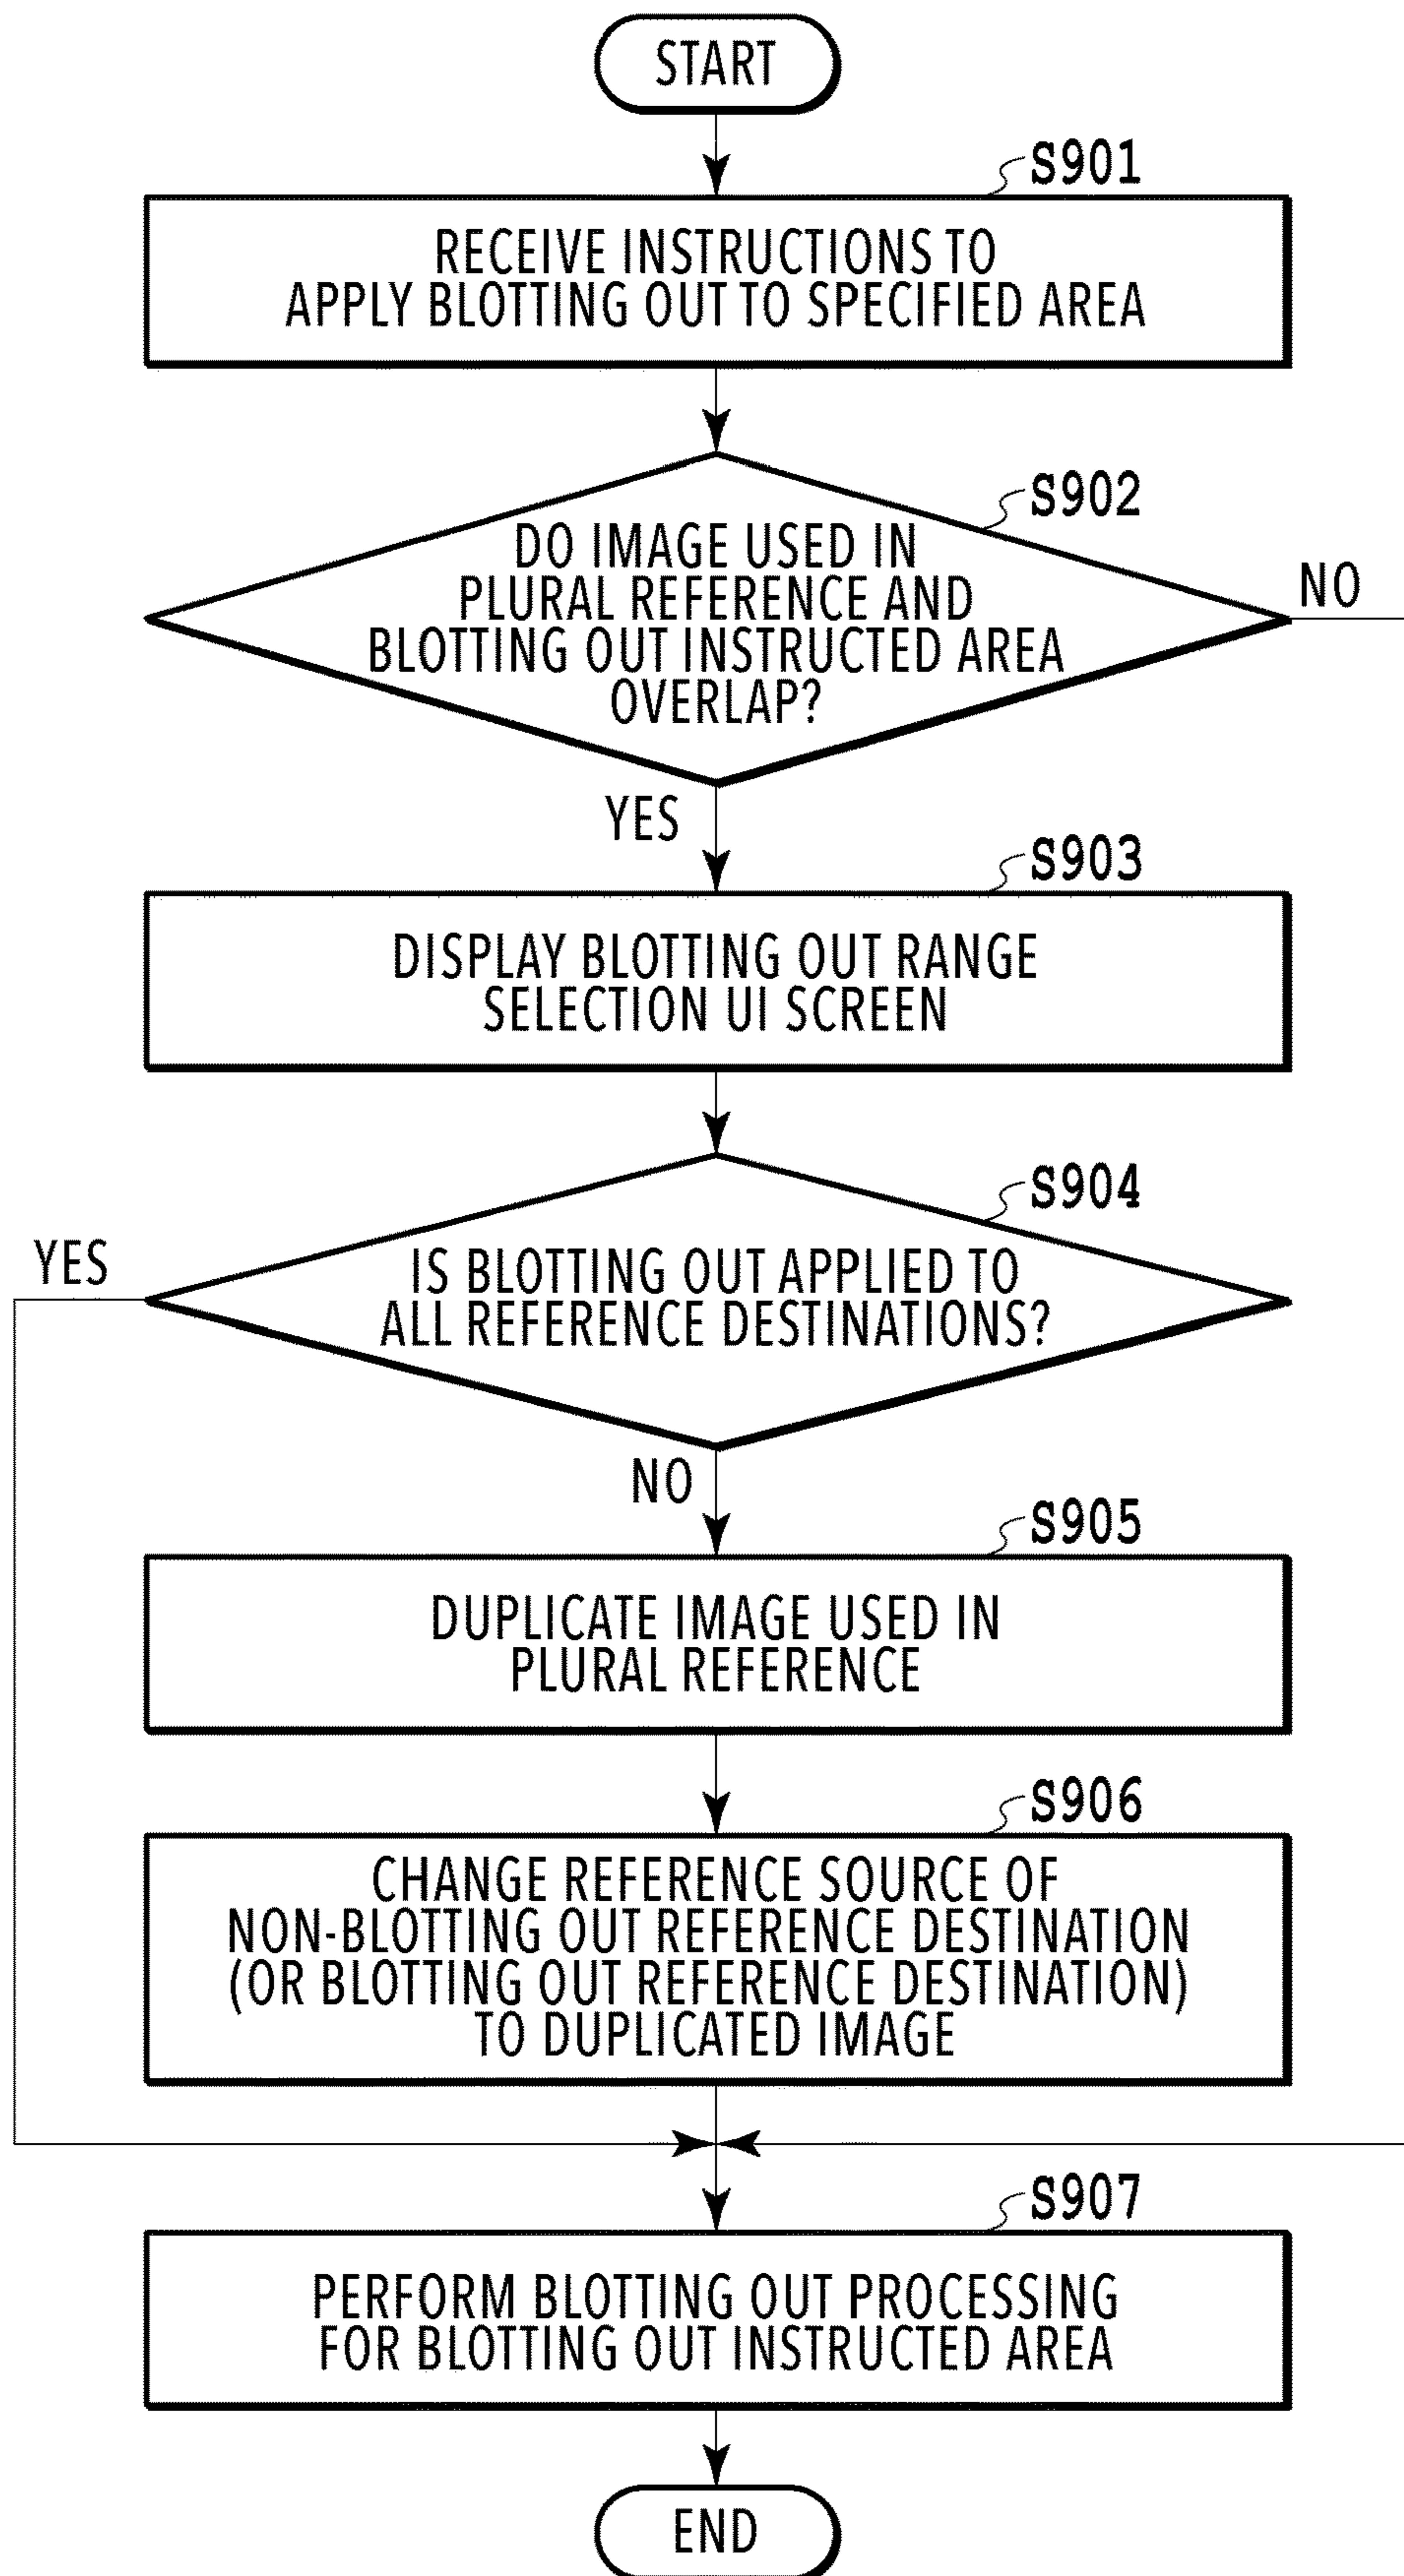 START
S901
RECEIVE INSTRUCTIONS TO
APPLY BLOTTING OUT TO SPECIFIED AREA
S902
DO IMAGE USED IN
PLURAL REFERENCE AND
BLOTTING OUT INSTRUCTED AREA
OVERLAP?
NO
YES
S903
DISPLAY BLOTTING OUT RANGE
SELECTION UI SCREEN
S904
YES
IS BLOTTING OUT APPLIED TO
ALL REFERENCE DESTINATIONS?
NO
S905
DUPLICATE IMAGE USED IN
PLURAL REFERENCE
S906
CHANGE REFERENCE SOURCE OF
NON-BLOTTING OUT REFERENCE DESTINATION
(OR BLOTTING OUT REFERENCE DESTINATION)
TO DUPLICATED IMAGE
S907
PERFORM BLOTTING OUT PROCESSING
FOR BLOTTING OUT INSTRUCTED AREA
END